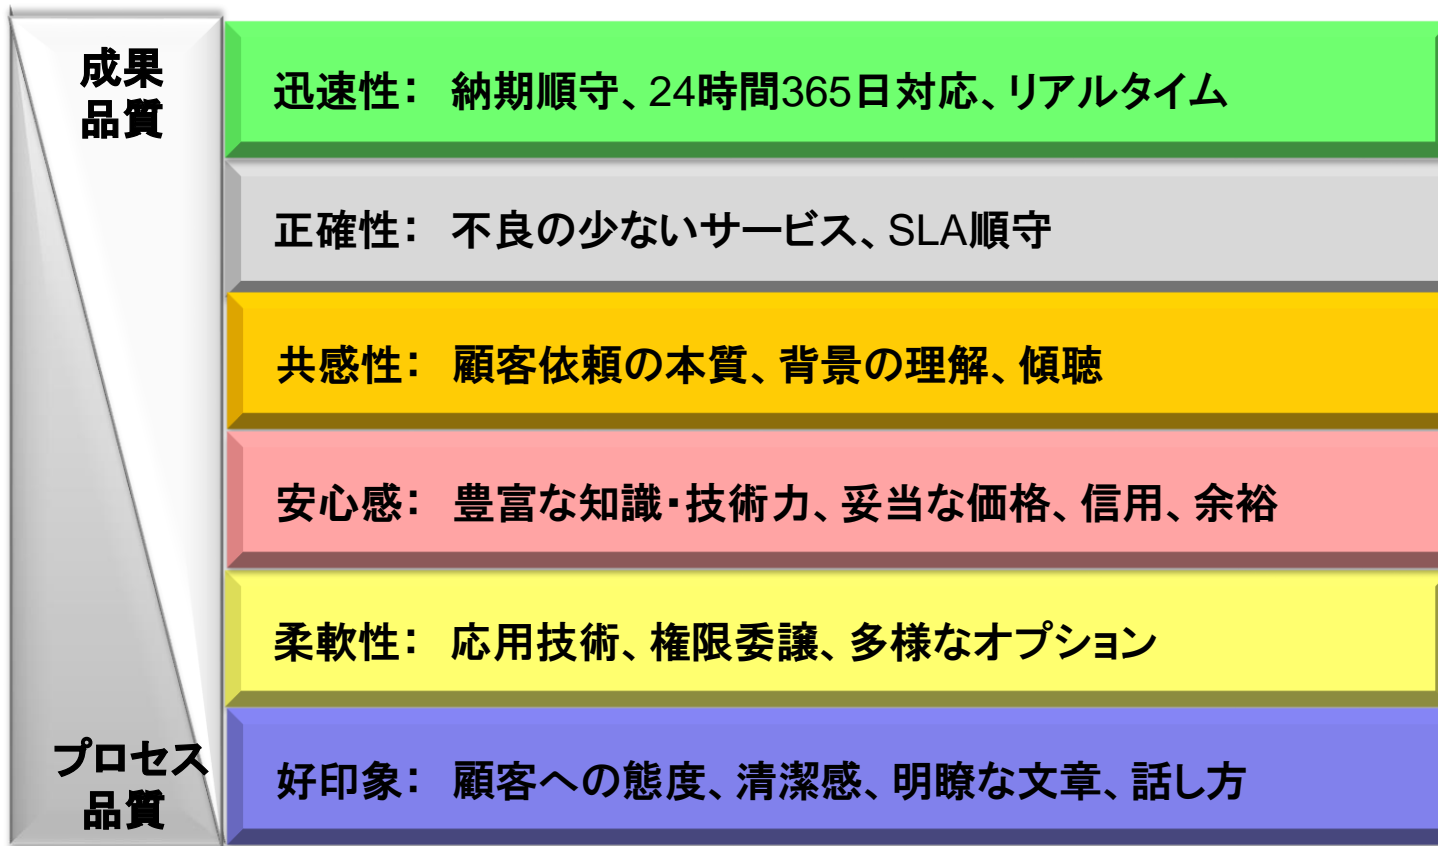 成果
品質
迅速性： 納期順守、24時間365日対応、リアルタイム
正確性： 不良の少ないサービス、SLA順守
共感性： 顧客依頼の本質、背景の理解、傾聴
安心感： 豊富な知識・技術力、妥当な価格、信用、余裕
柔軟性： 応用技術、権限委譲、多様なオプション
好印象： 顧客への態度、清潔感、明瞭な文章、話し方
プロセス
品質